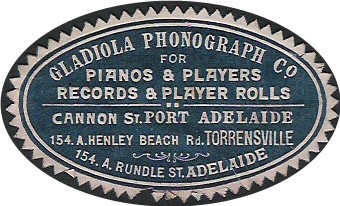 GLADIOLA PHONOGRAPH Co
FOR
PIANOS & PLAYERS
RECORDS & PLAYER ROLLS
CANNON St. PORT ADELAIDE
154. A. HENLEY BEACH Rd. TORRENSVILLE
154. A. RUNDLE ST. ADELAIDE